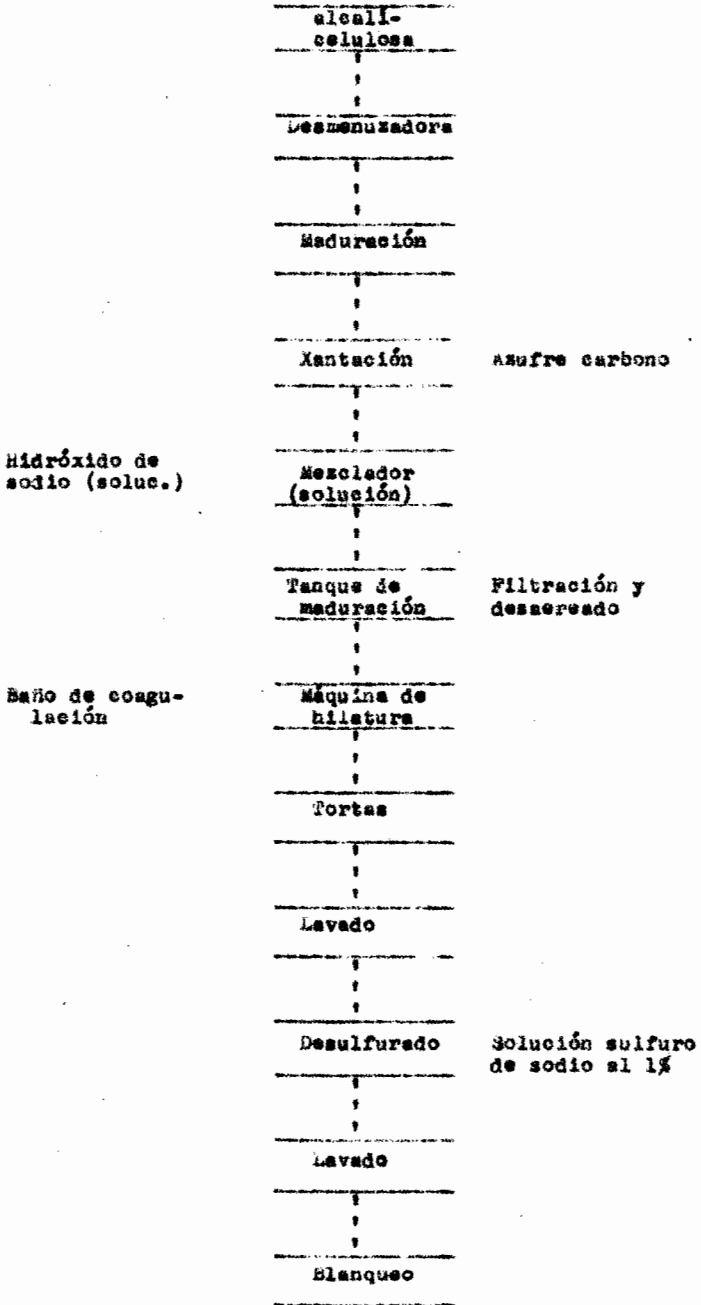 alcali-
celulosa
Desmenuzadora
Maduración
Xantación
Azufre carbono
Hidróxido de
sodio (soluc.)
Mezclador
(solución)
Tanque de
maduración
Filtración y
desaereado
Baño de coagu-
lación
Máquina de
hilatura
Tortas
Lavado
Desulfurado
Solución sulfuro
de sodio al 1%
Lavado
Blanqueo